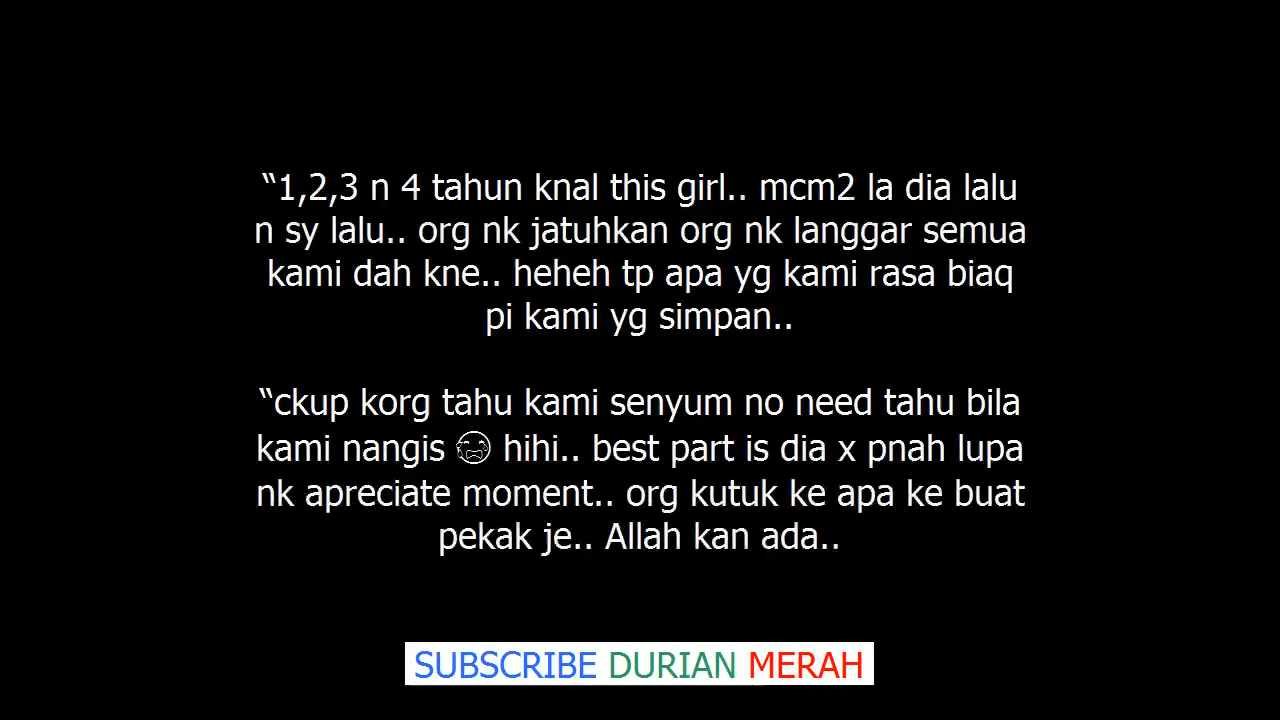 “1,2,3 n 4 tahun knal this girl.. mcm2 la dia lalu
n sy lalu.. org nk jatuhkan org nk langgar semua
kami dah kne.. heheh tp apa yg kami rasa biaq
pi kami yg simpan..
“ckup korg tahu kami senyum no need tahu bila
kami nangis 😭 hihi.. best part is dia x pnah lupa
nk apreciate moment.. org kutuk ke apa ke buat
pekak je.. Allah kan ada..
SUBSCRIBE DURIAN MERAH